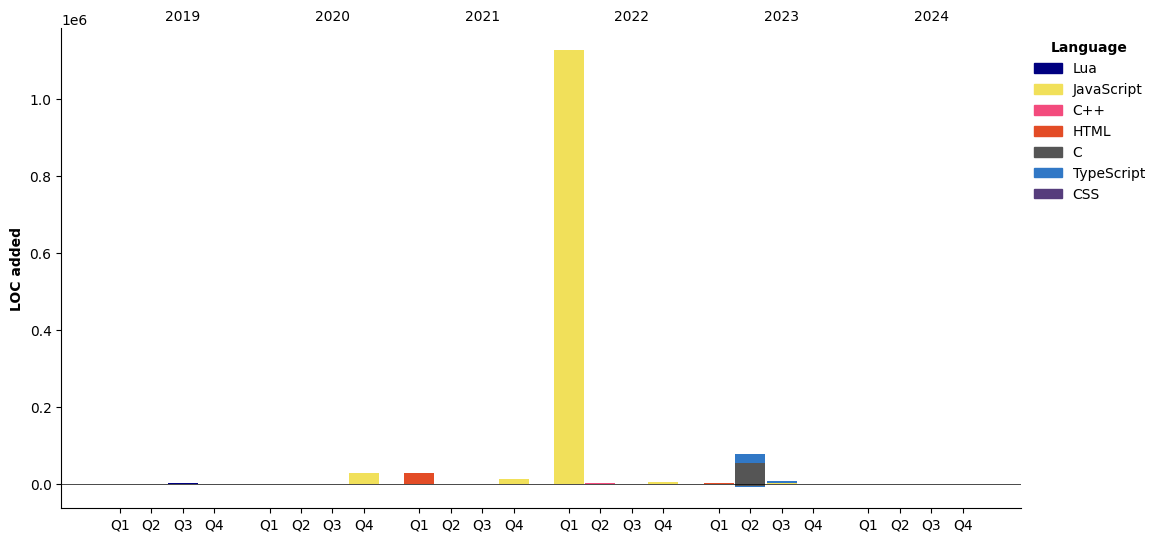 1e6
2019 2020 2021 2022 2023 2024
Language
Lua
JavaScript
C++
HTML
C
TypeScript
CSS
LOC added
1.0
0.8
0.6
0.4
0.2
0.0
Q1 Q2 Q3 Q4 Q1 Q2 Q3 Q4 Q1 Q2 Q3 Q4 Q1 Q2 Q3 Q4 Q1 Q2 Q3 Q4 Q1 Q2 Q3 Q4